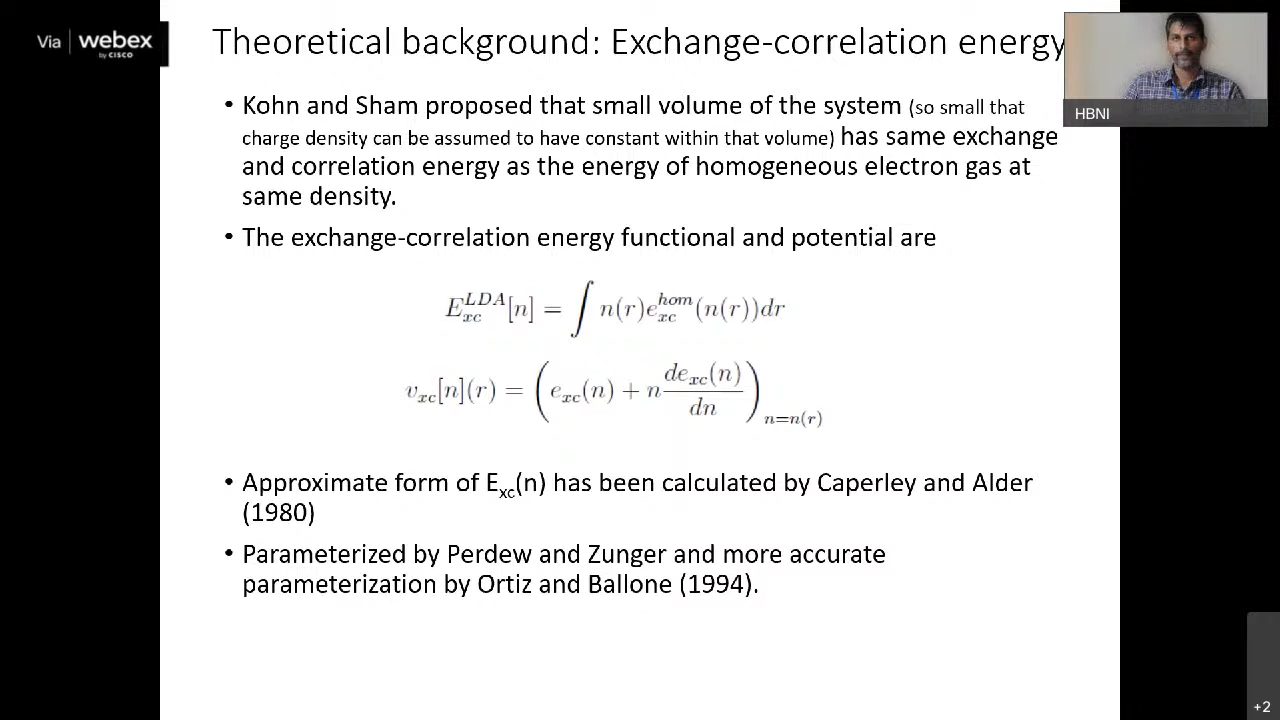 Via | webex
by CISCO
Theoretical background: Exchange-correlation energy
HBNI
• Kohn and Sham proposed that small volume of the system (so small that
charge density can be assumed to have constant within that volume) has same exchange
and correlation energy as the energy of homogeneous electron gas at
same density.
• The exchange-correlation energy functional and potential are
E_{xc}^{LDA}[n] = ∫ n(r)e_{xc}^{hom}(n(r))dr
v_{xc}[n](r) = (e_{xc}(n) + n \frac{de_{xc}(n)}{dn})_{n=n(r)}
• Approximate form of E_{xc}(n) has been calculated by Caperley and Alder
(1980)
• Parameterized by Perdew and Zunger and more accurate
parameterization by Ortiz and Ballone (1994).
+2